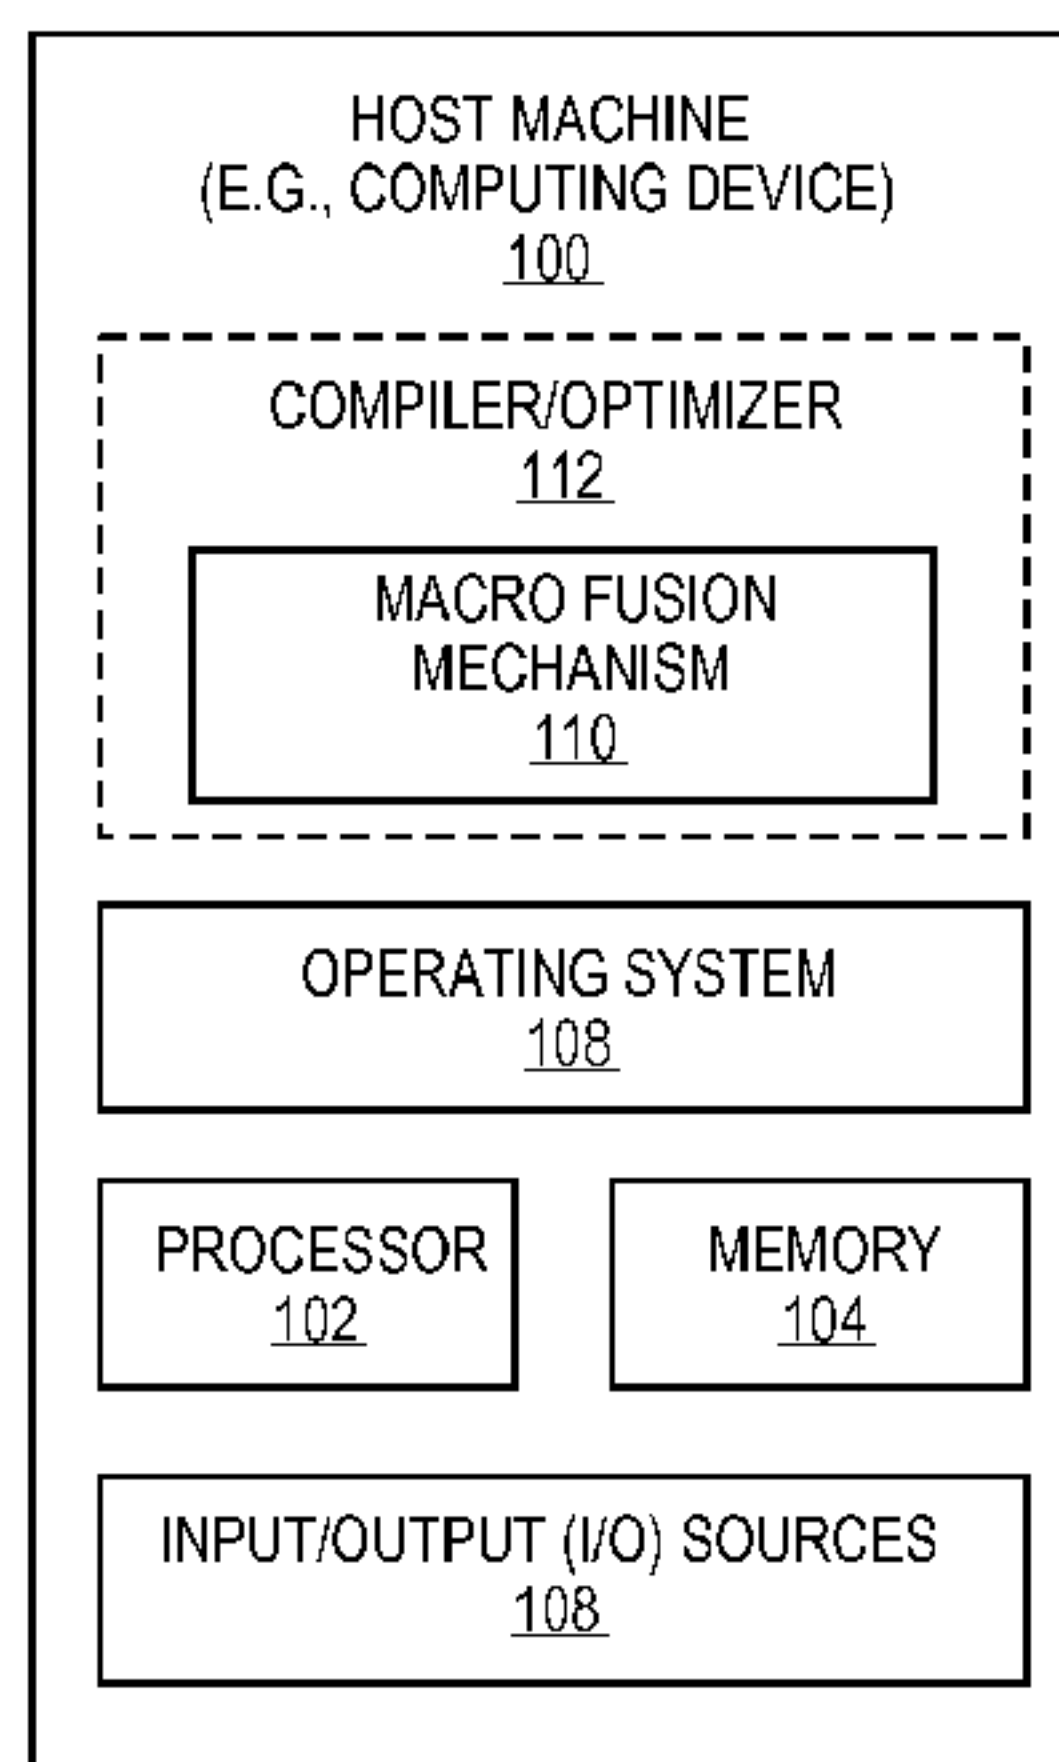 HOST MACHINE
(E.G., COMPUTING DEVICE)
100
COMPILER/OPTIMIZER
112
MACRO FUSION
MECHANISM
110
OPERATING SYSTEM
108
PROCESSOR
102
MEMORY
104
INPUT/OUTPUT (I/O) SOURCES
108